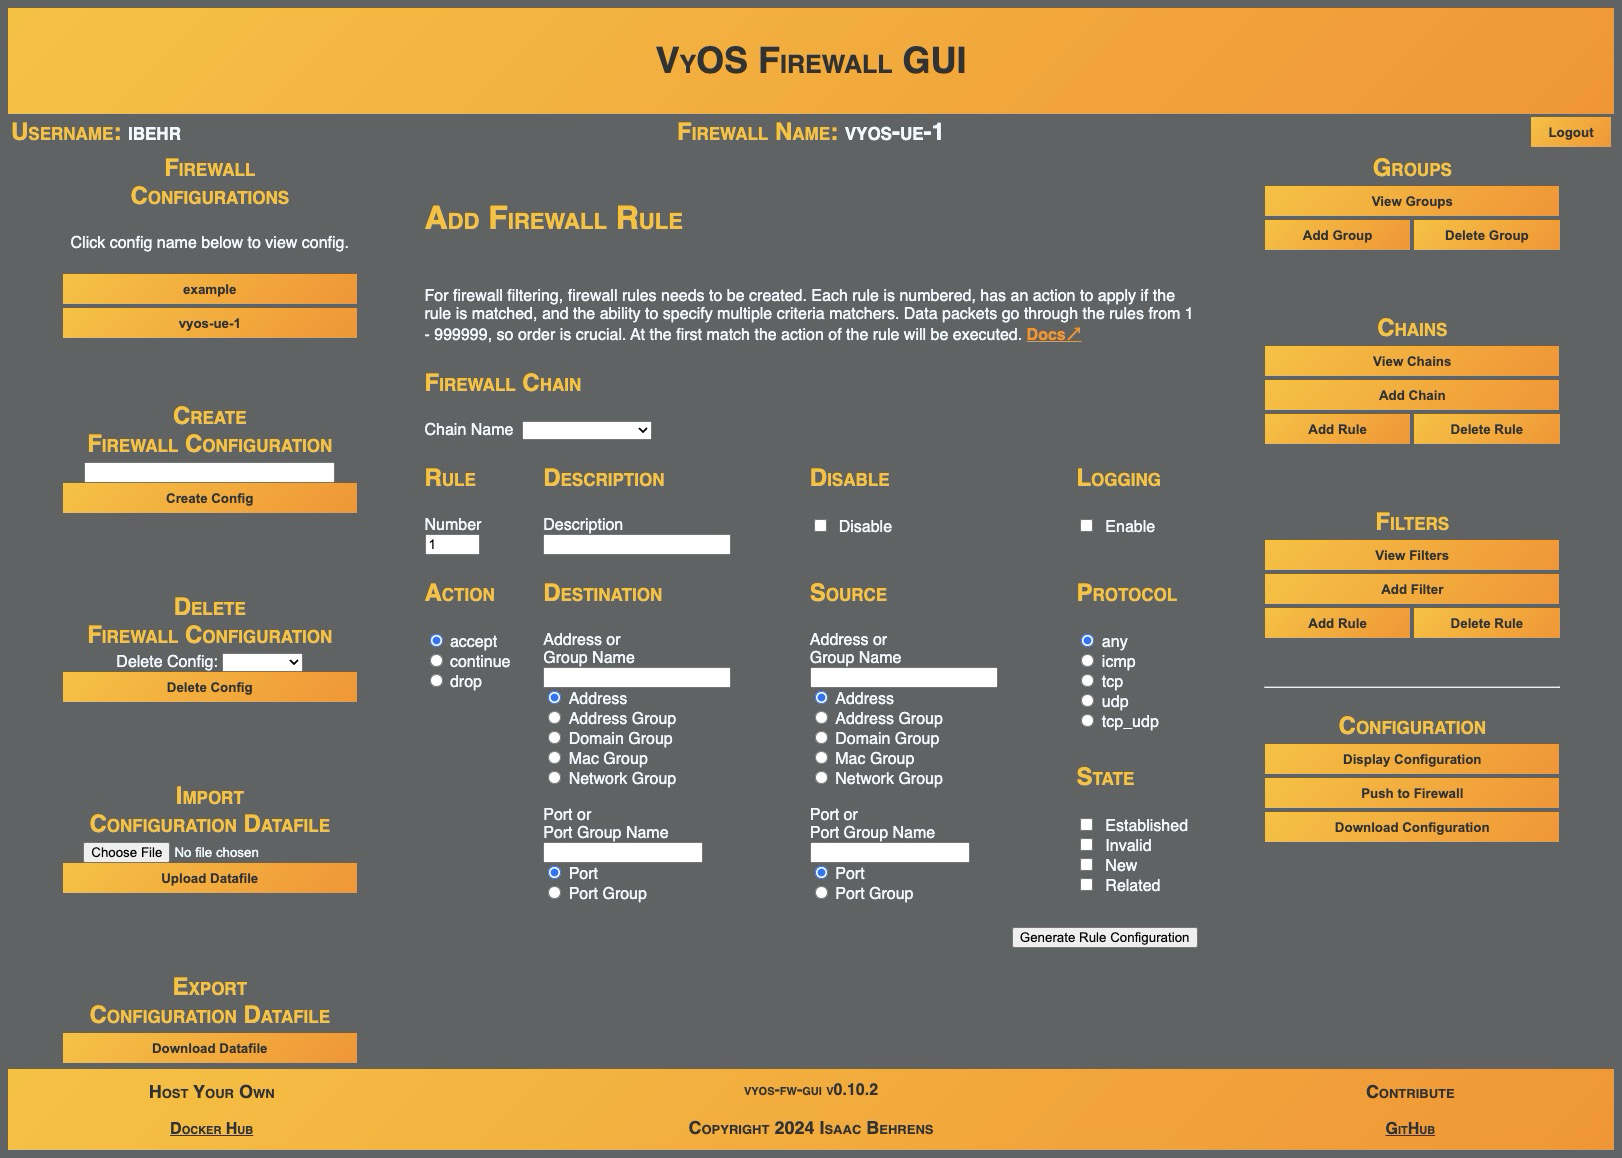 VyOS Firewall GUI
Username: ibehr
Firewall Name: vyos-ue-1
Logout
Firewall
Configurations
Click config name below to view config.
example
vyos-ue-1
Create
Firewall Configuration
Create Config
Delete
Firewall Configuration
Delete Config:
Delete Config
Import
Configuration Datafile
Choose File No file chosen
Upload Datafile
Export
Configuration Datafile
Download Datafile
Add Firewall Rule
For firewall filtering, firewall rules needs to be created. Each rule is numbered, has an action to apply if the
rule is matched, and the ability to specify multiple criteria matchers. Data packets go through the rules from 1
- 999999, so order is crucial. At the first match the action of the rule will be executed. Docs↗
Firewall Chain
Chain Name
Rule
Number
1
Description
Description
Disable
Disable
Logging
Enable
Action
accept
continue
drop
Destination
Address or
Group Name
Address
Address Group
Domain Group
Mac Group
Network Group
Port or
Port Group Name
Port
Port Group
Source
Address or
Group Name
Address
Address Group
Domain Group
Mac Group
Network Group
Port or
Port Group Name
Port
Port Group
Protocol
any
icmp
tcp
udp
tcp_udp
State
Established
Invalid
New
Related
Generate Rule Configuration
Groups
View Groups
Add Group
Delete Group
Chains
View Chains
Add Chain
Add Rule
Delete Rule
Filters
View Filters
Add Filter
Add Rule
Delete Rule
Configuration
Display Configuration
Push to Firewall
Download Configuration
Host Your Own
Docker Hub
vyos-fw-gui v0.10.2
Copyright 2024 Isaac Behrens
Contribute
GitHub